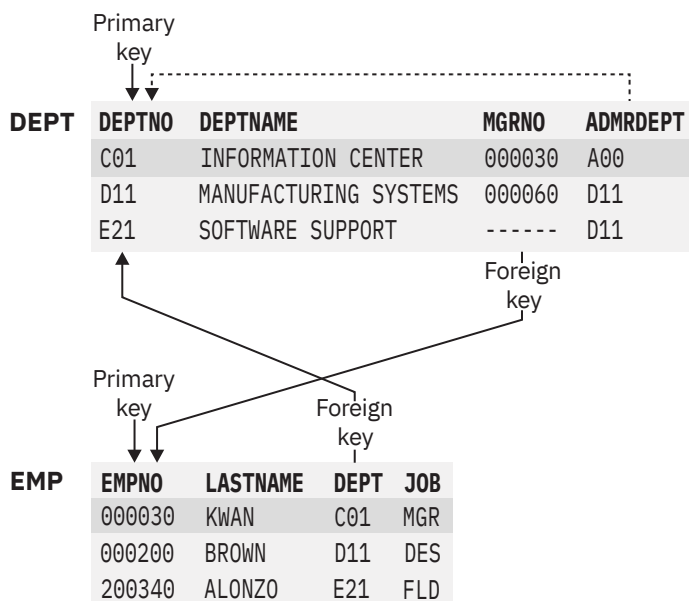 Primary
key
DEPT DEPTNO DEPTNAME MGRNO ADMRDEPT
C01 INFORMATION CENTER 000030 A00
D11 MANUFACTURING SYSTEMS 000060 D11
E21 SOFTWARE SUPPORT ------ D11
Foreign
key
Primary
key
Foreign
key
EMP EMPNO LASTNAME DEPT JOB
000030 KWAN C01 MGR
000200 BROWN D11 DES
200340 ALONZO E21 FLD